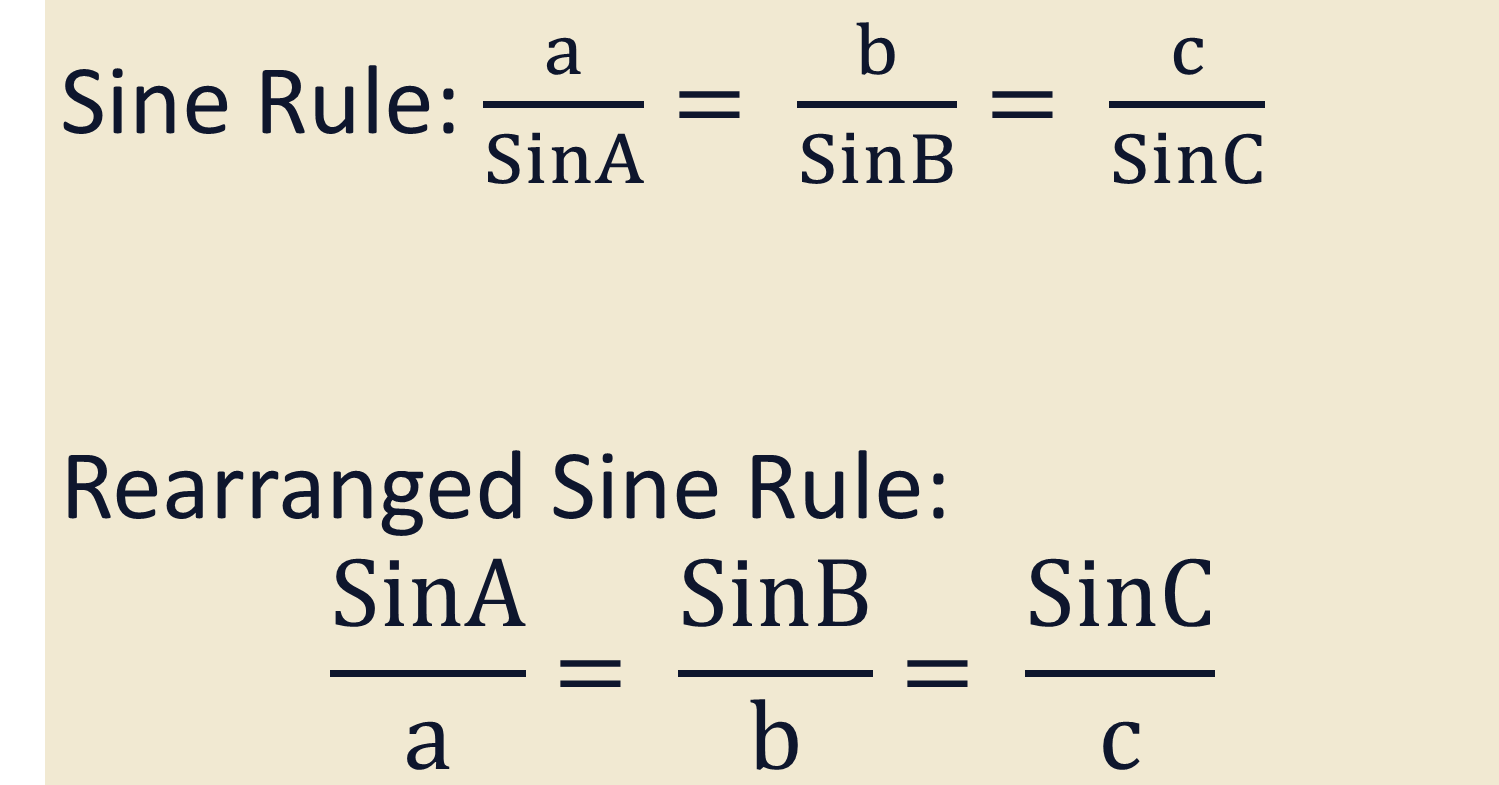 Sine Rule: a/SinA = b/SinB = c/SinC
Rearranged Sine Rule:
SinA/a = SinB/b = SinC/c